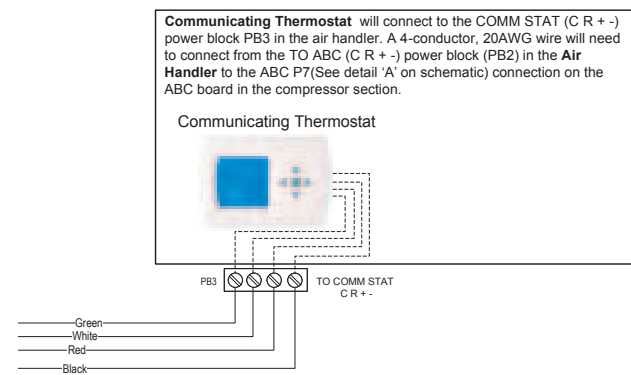 Communicating Thermostat will connect to the COMM STAT (C R + -)
power block PB3 in the air handler. A 4-conductor, 20AWG wire will need
to connect from the TO ABC (C R + -) power block (PB2) in the Air
Handler to the ABC P7(See detail ‘A’ on schematic) connection on the
ABC board in the compressor section.
Communicating Thermostat
PB3
TO COMM STAT
C R + -
Green
White
Red
Black